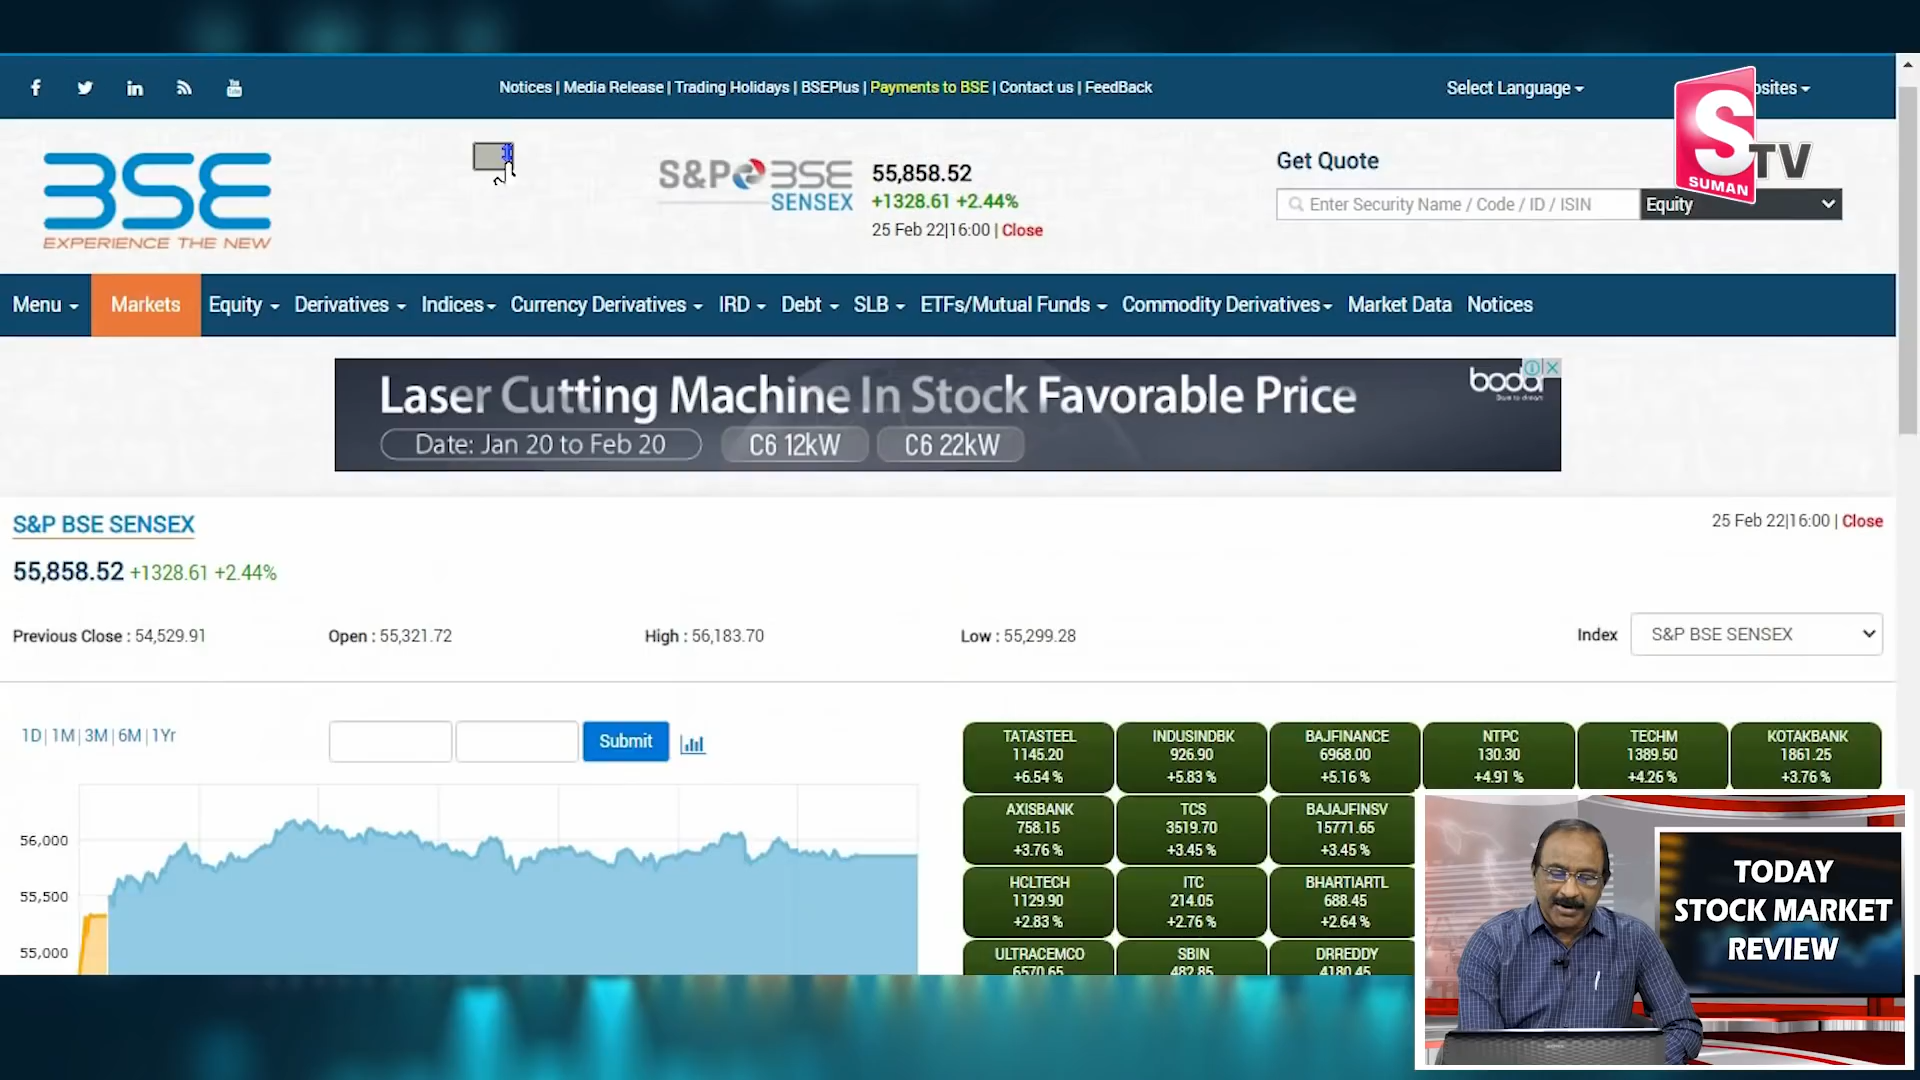 Notices | Media Release | Trading Holidays | BSEPlus | Payments to BSE | Contact us | FeedBack
Select Language
osites
S
TV
SUMAN
BSE
EXPERIENCE THE NEW
S&P BSE
SENSEX
55,858.52
+1328.61 +2.44%
25 Feb 22|16:00 | Close
Get Quote
Enter Security Name / Code / ID / ISIN
Equity
Menu
Markets
Equity
Derivatives
Indices
Currency Derivatives
IRD
Debt
SLB
ETFs/Mutual Funds
Commodity Derivatives
Market Data
Notices
Laser Cutting Machine In Stock Favorable Price
bodor
Date: Jan 20 to Feb 20
C6 12kW
C6 22kW
S&P BSE SENSEX
25 Feb 22|16:00 | Close
55,858.52 +1328.61 +2.44%
Previous Close : 54,529.91
Open : 55,321.72
High : 56,183.70
Low : 55,299.28
Index
S&P BSE SENSEX
1D| 1M | 3M | 6M | 1Yr
Submit
56,000
55,500
55,000
TATASTEEL
1145.20
+6.54 %
INDUSINDBK
926.90
+5.83 %
BAJFINANCE
6968.00
+5.16 %
NTPC
130.30
+4.91 %
TECHM
1389.50
+4.26 %
KOTAKBANK
1861.25
+3.76 %
AXISBANK
758.15
+3.76 %
TCS
3519.70
+3.45 %
BAJAJFINSV
15771.65
+3.45 %
HCLTECH
1129.90
+2.83 %
ITC
214.05
+2.76 %
BHARTIARTL
688.45
+2.64 %
ULTRACEMCO
6570.65
SBIN
482.85
DRREDDY
4180.45
TODAY
STOCK MARKET
REVIEW